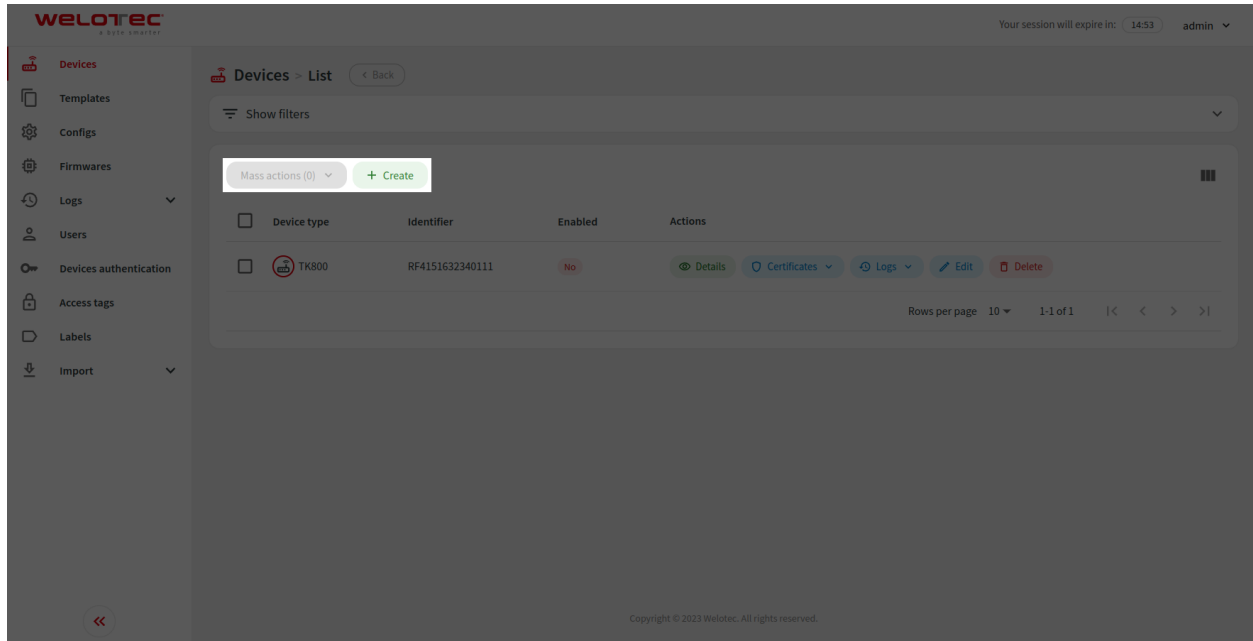 welotec
a byte smarter
Your session will expire in: 14:53 admin
Devices
Templates
Configs
Firmwares
Logs
Users
Devices authentication
Access tags
Labels
Import
Devices > List < Back
Show filters
Mass actions (0) + Create
Device type Identifier Enabled Actions
TK800 RF4151632340111 No Details Certificates Logs Edit Delete
Rows per page 10 1-1 of 1
Copyright © 2023 Welotec. All rights reserved.